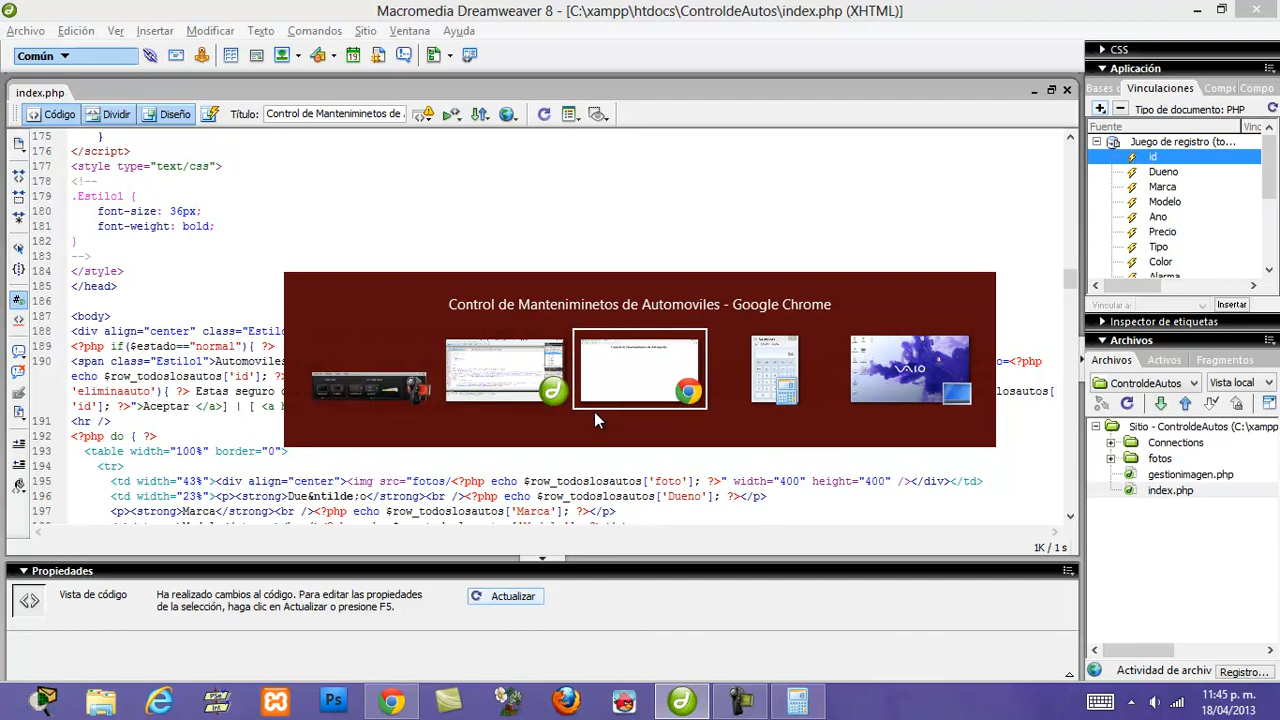 Macromedia Dreamweaver 8 - [C:\xampp\htdocs\ControldeAutos\index.php (XHTML)]
Archivo Edición Ver Insertar Modificar Texto Comandos Sitio Ventana Ayuda
Común
index.php
Código Dividir Diseño Título: Control de Manteniminetos de
175 }
176 </script>
177 <style type="text/css">
178 <!--
179 .Estilo1 {
180 font-size: 36px;
181 font-weight: bold;
182 }
183 -->
184 </style>
185 </head>
186
187 <body>
188 <div align="center" class="Estil
189 <?php if($estado=="normal"){ ?>
190 <span class="Estilo1">Automoviles =<?php
echo $row_todoslosautos['id']; ?>
'eliminaauto'){ ?> Estas seguro d todoslosautos[
'id']; ?>">Aceptar </a>] | [ <a h
191 <hr />
192 <?php do { ?>
193 <table width="100%" border="0">
194 <tr>
195 <td width="43%"><div align="center"><img src="fotos/<?php echo $row_todoslosautos['foto']; ?>" width="400" height="400" /></div></td>
196 <td width="23%"><p><strong>Due&ntilde;o</strong><br /><?php echo $row_todoslosautos['Dueno']; ?></p>
197 <p><strong>Marca</strong><br /><?php echo $row_todoslosautos['Marca']; ?></p>
Control de Manteniminetos de Automoviles - Google Chrome
VAIO
1K / 1 s
Propiedades
Vista de código
Ha realizado cambios al código. Para editar las propiedades
de la selección, haga clic en Actualizar o presione F5.
Actualizar
CSS
Aplicación
Bases d Vinculaciones Compo Compo
Tipo de documento: PHP
Fuente Vinc
Juego de registro (to...
id
Dueno
Marca
Modelo
Ano
Precio
Tipo
Color
Alarma
Vincular a: Insertar
Inspector de etiquetas
Archivos
Archivos Activos Fragmentos
ControldeAutos Vista local
Sitio - ControldeAutos (C:\xampp
Connections
fotos
gestionimagen.php
index.php
Actividad de archiv Registro...
Ps
11:45 p. m.
18/04/2013